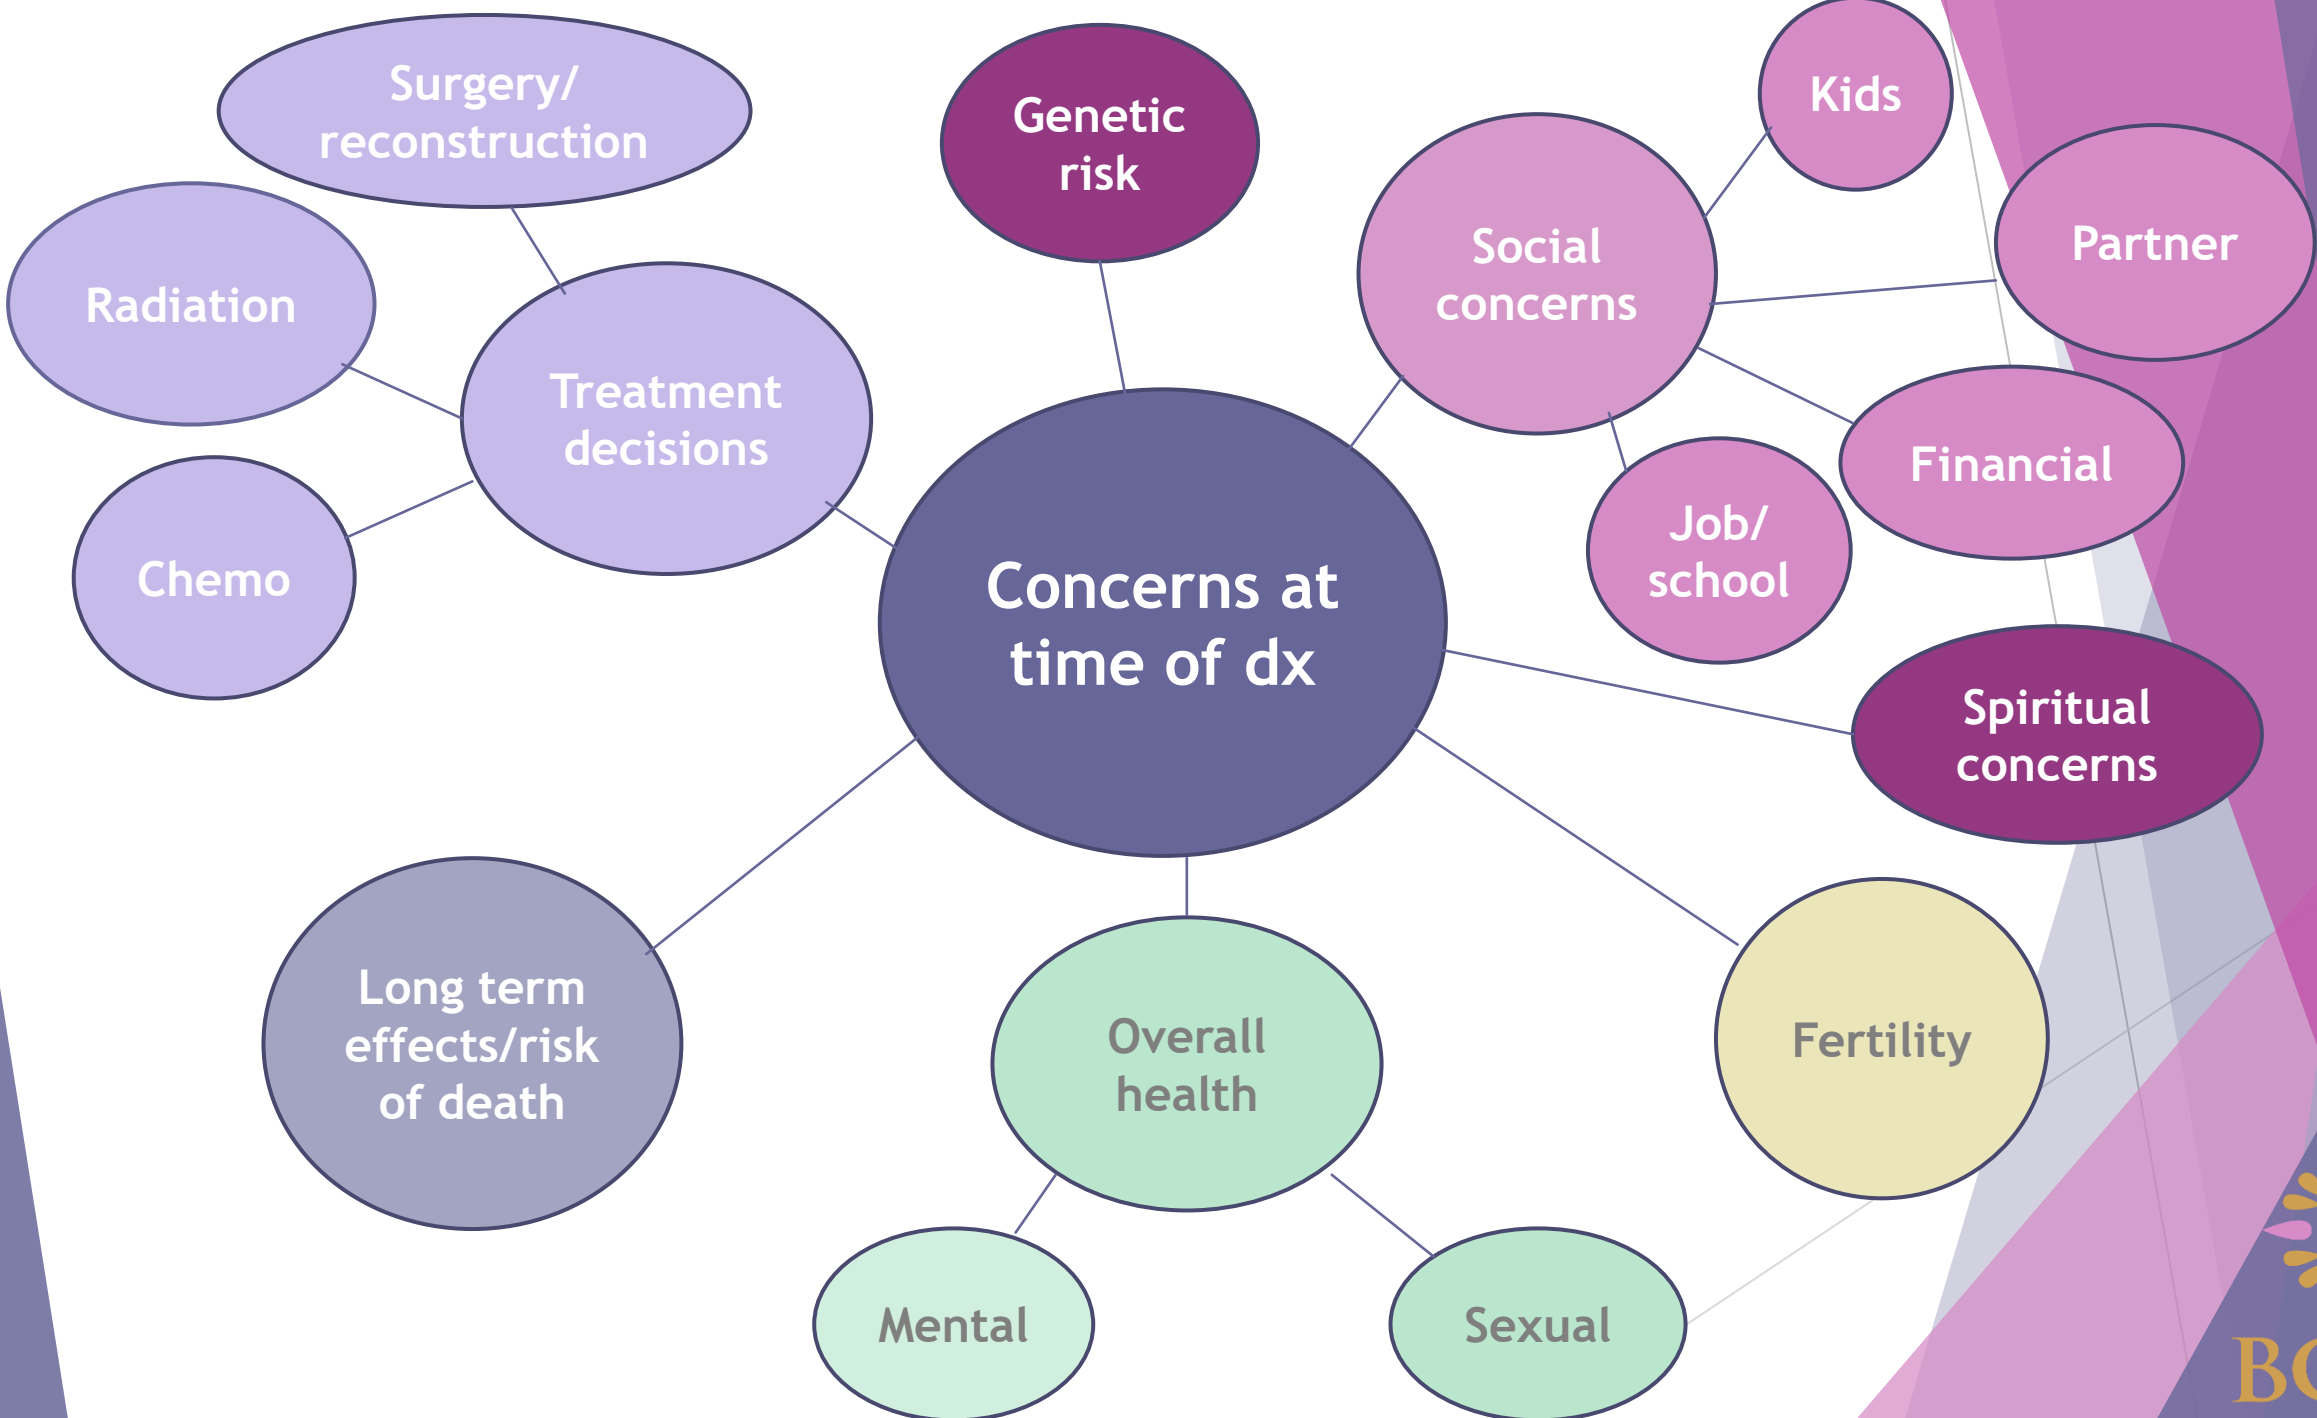 Surgery/
reconstruction
Genetic
risk
Kids
Partner
Social
concerns
Radiation
Treatment
decisions
Financial
Job/
school
Chemo
Concerns at
time of dx
Spiritual
concerns
Long term
effects/risk
of death
Overall
health
Fertility
Mental
Sexual